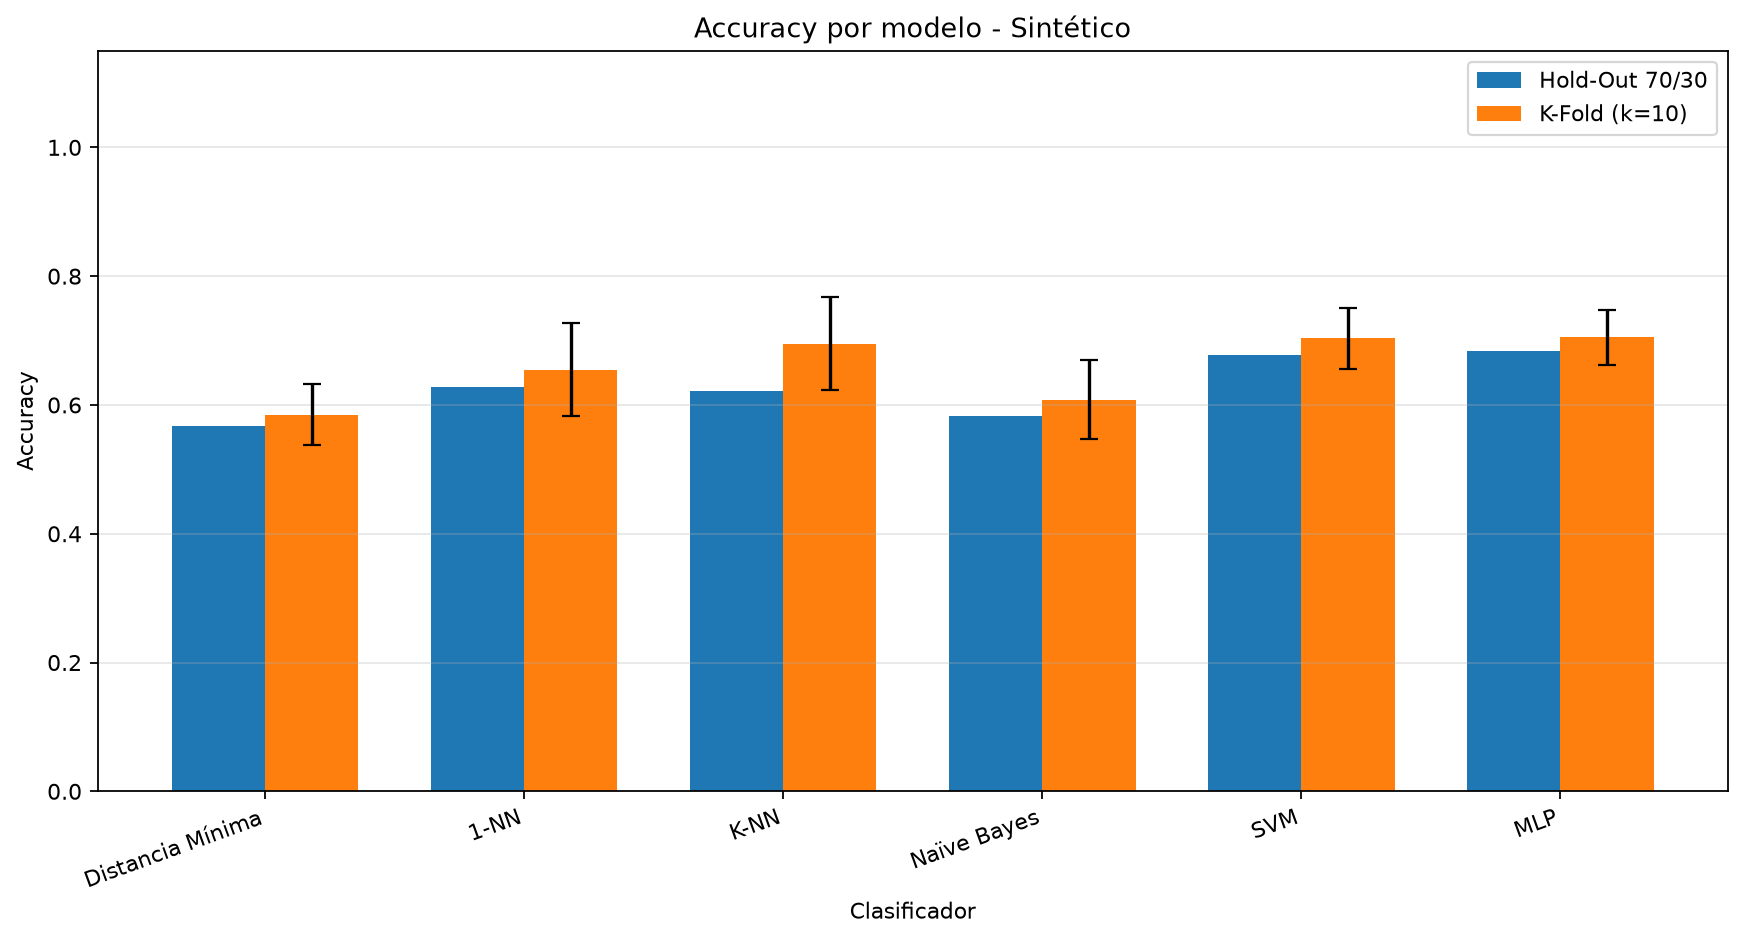 Accuracy por modelo - Sintético
Hold-Out 70/30
K-Fold (k=10)
Accuracy
1.0
0.8
0.6
0.4
0.2
0.0
Distancia Mínima
1-NN
K-NN
Naïve Bayes
SVM
MLP
Clasificador